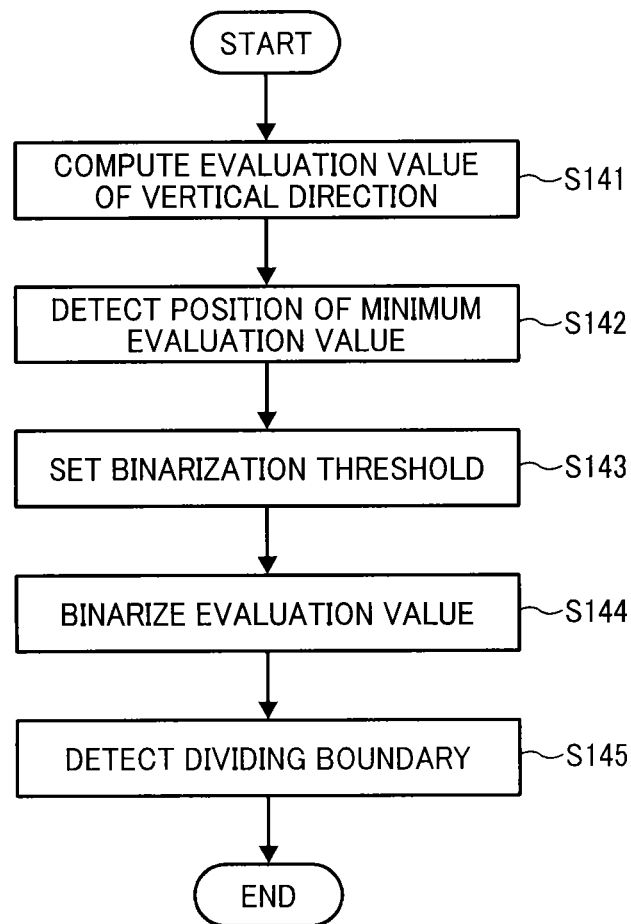 START
COMPUTE EVALUATION VALUE
OF VERTICAL DIRECTION
S141
DETECT POSITION OF MINIMUM
EVALUATION VALUE
S142
SET BINARIZATION THRESHOLD
S143
BINARIZE EVALUATION VALUE
S144
DETECT DIVIDING BOUNDARY
S145
END